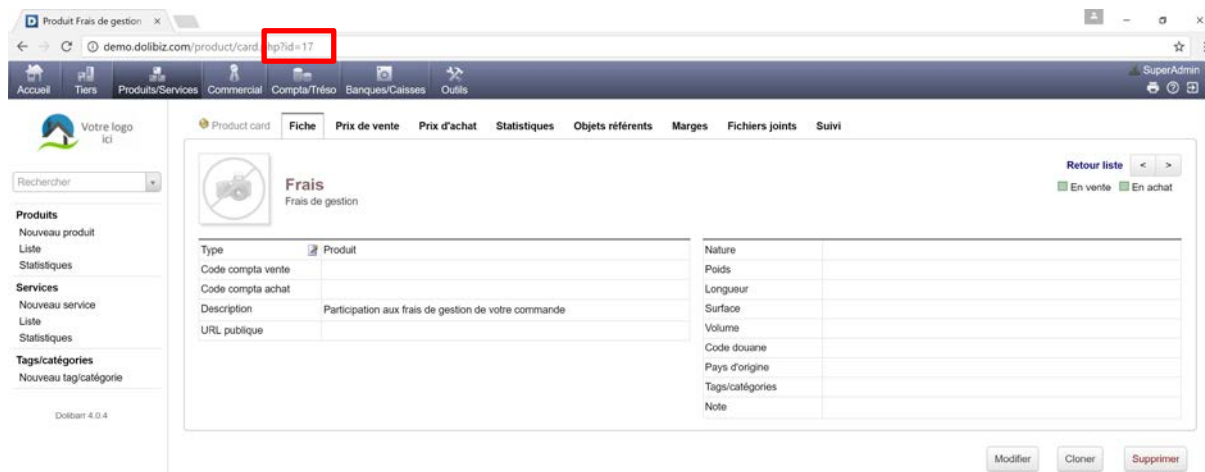 Produit Frais de gestion
demo.dolibiz.com/product/card.php?id=17
Accueil Tiers Produits/Services Commercial Compta/Tréso Banques/Caisses Outils
SuperAdmin
Votre logo
ici
Product card Fiche Prix de vente Prix d'achat Statistiques Objets référents Marges Fichiers joints Suivi
Rechercher
Retour liste < >
En vente En achat
Frais
Frais de gestion
Produits
Nouveau produit
Liste
Statistiques
Services
Nouveau service
Liste
Statistiques
Tags/catégories
Nouveau tag/catégorie
Dolibarr 4.0.4
Type Produit
Code compta vente
Code compta achat
Description Participation aux frais de gestion de votre commande
URL publique
Nature
Poids
Longueur
Surface
Volume
Code douane
Pays d'origine
Tags/catégories
Note
Modifier Cloner Supprimer